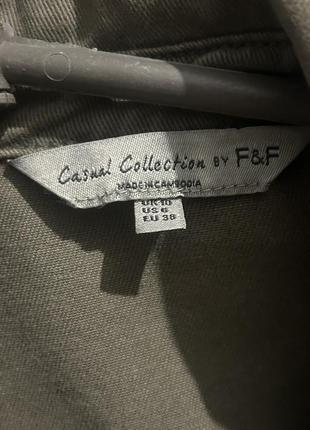 Casual Collection BY F&F
MADE IN CAMBODIA
UK 10
US 6
EU 38